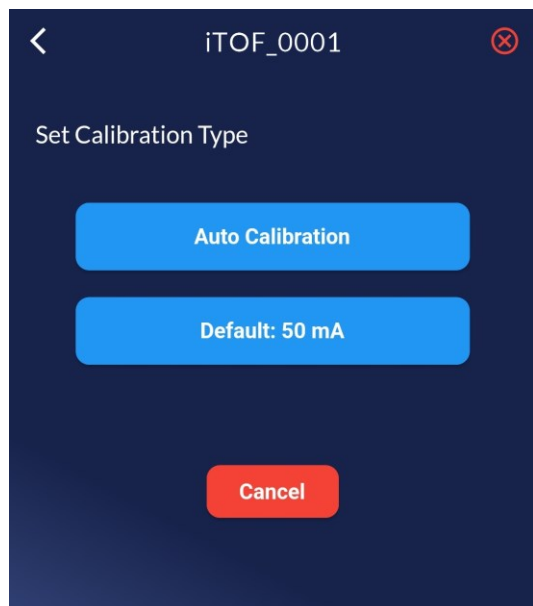 iTOF_0001
Set Calibration Type
Auto Calibration
Default: 50 mA
Cancel